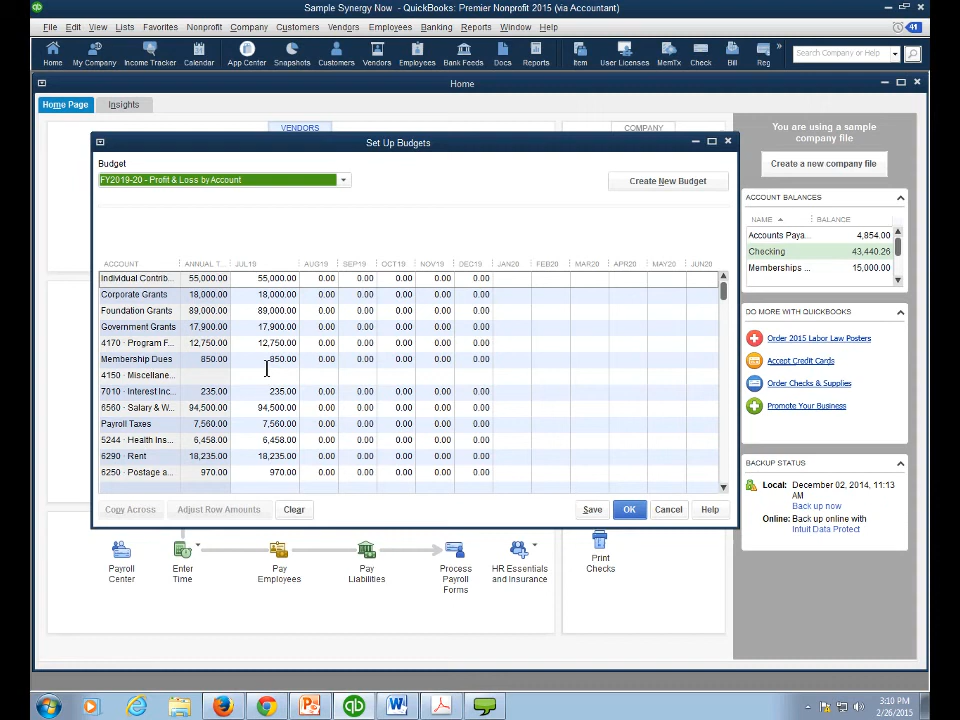 Sample Synergy Now - QuickBooks: Premier Nonprofit 2015 (via Accountant)
File Edit View Lists Favorites Nonprofit Company Customers Vendors Employees Banking Reports Window Help 41
Home My Company Income Tracker Calendar App Center Snapshots Customers Vendors Employees Bank Feeds Docs Reports Item User Licenses MemTx Check Bill Reg » Search Company or Help
Home
Home Page Insights
VENDORS COMPANY
Set Up Budgets
Budget
FY2019-20 - Profit & Loss by Account
Create New Budget
ACCOUNT ANNUAL T... JUL19 AUG19 SEP19 OCT19 NOV19 DEC19 JAN20 FEB20 MAR20 APR20 MAY20 JUN20
Individual Contrib... 55,000.00 55,000.00 0.00 0.00 0.00 0.00 0.00
Corporate Grants 18,000.00 18,000.00 0.00 0.00 0.00 0.00 0.00
Foundation Grants 89,000.00 89,000.00 0.00 0.00 0.00 0.00 0.00
Government Grants 17,900.00 17,900.00 0.00 0.00 0.00 0.00 0.00
4170 · Program F... 12,750.00 12,750.00 0.00 0.00 0.00 0.00 0.00
Membership Dues 850.00 850.00 0.00 0.00 0.00 0.00 0.00
4150 · Miscellane...
7010 · Interest Inc... 235.00 235.00 0.00 0.00 0.00 0.00 0.00
6560 · Salary & W... 94,500.00 94,500.00 0.00 0.00 0.00 0.00 0.00
Payroll Taxes 7,560.00 7,560.00 0.00 0.00 0.00 0.00 0.00
5244 · Health Ins... 6,458.00 6,458.00 0.00 0.00 0.00 0.00 0.00
6290 · Rent 18,235.00 18,235.00 0.00 0.00 0.00 0.00 0.00
6250 · Postage a... 970.00 970.00 0.00 0.00 0.00 0.00 0.00
Copy Across Adjust Row Amounts Clear Save OK Cancel Help
Payroll Center
Enter Time
Pay Employees
Pay Liabilities
Process Payroll Forms
HR Essentials and Insurance
Print Checks
You are using a sample
company file
Create a new company file
ACCOUNT BALANCES
NAME BALANCE
Accounts Paya... 4,854.00
Checking 43,440.26
Memberships ... 15,000.00
DO MORE WITH QUICKBOOKS
Order 2015 Labor Law Posters
Accept Credit Cards
Order Checks & Supplies
Promote Your Business
BACKUP STATUS
Local: December 02, 2014, 11:13
AM
Back up now
Online: Back up online with
Intuit Data Protect
3:10 PM
2/26/2015